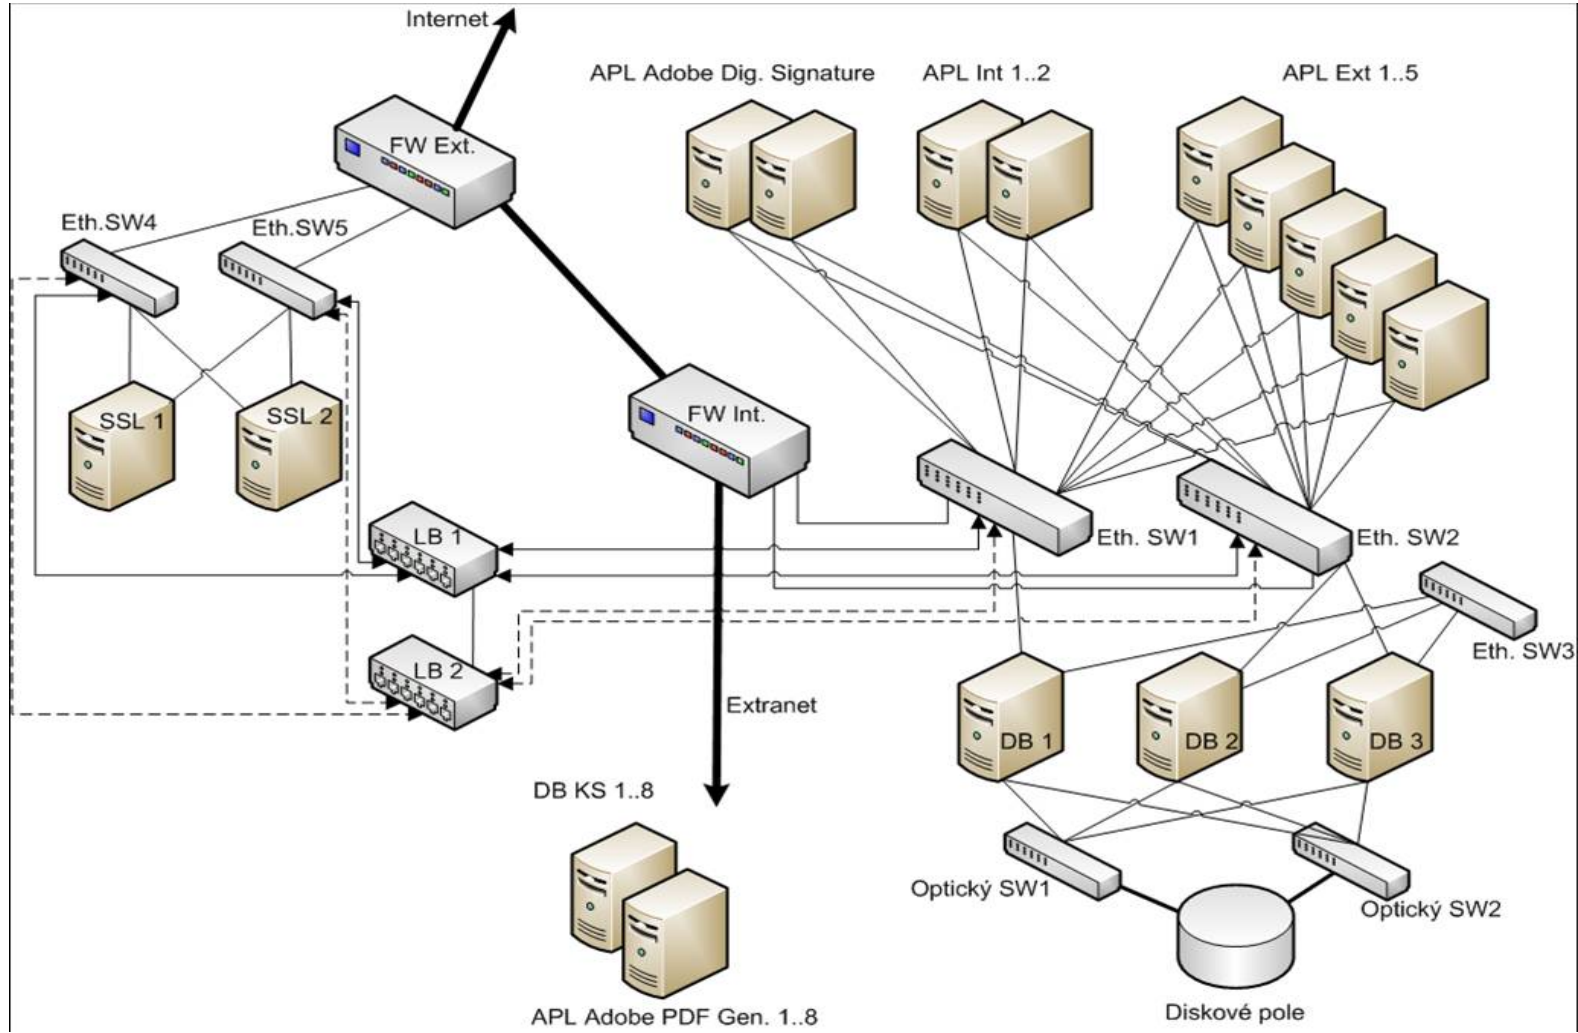 Internet
APL Adobe Dig. Signature
APL Int 1..2
APL Ext 1..5
FW Ext.
Eth.SW4
Eth.SW5
SSL 1
SSL 2
FW Int.
LB 1
Eth. SW1
Eth. SW2
LB 2
Eth. SW3
Extranet
DB 1
DB 2
DB 3
DB KS 1..8
Optický SW1
Optický SW2
APL Adobe PDF Gen. 1..8
Diskové pole